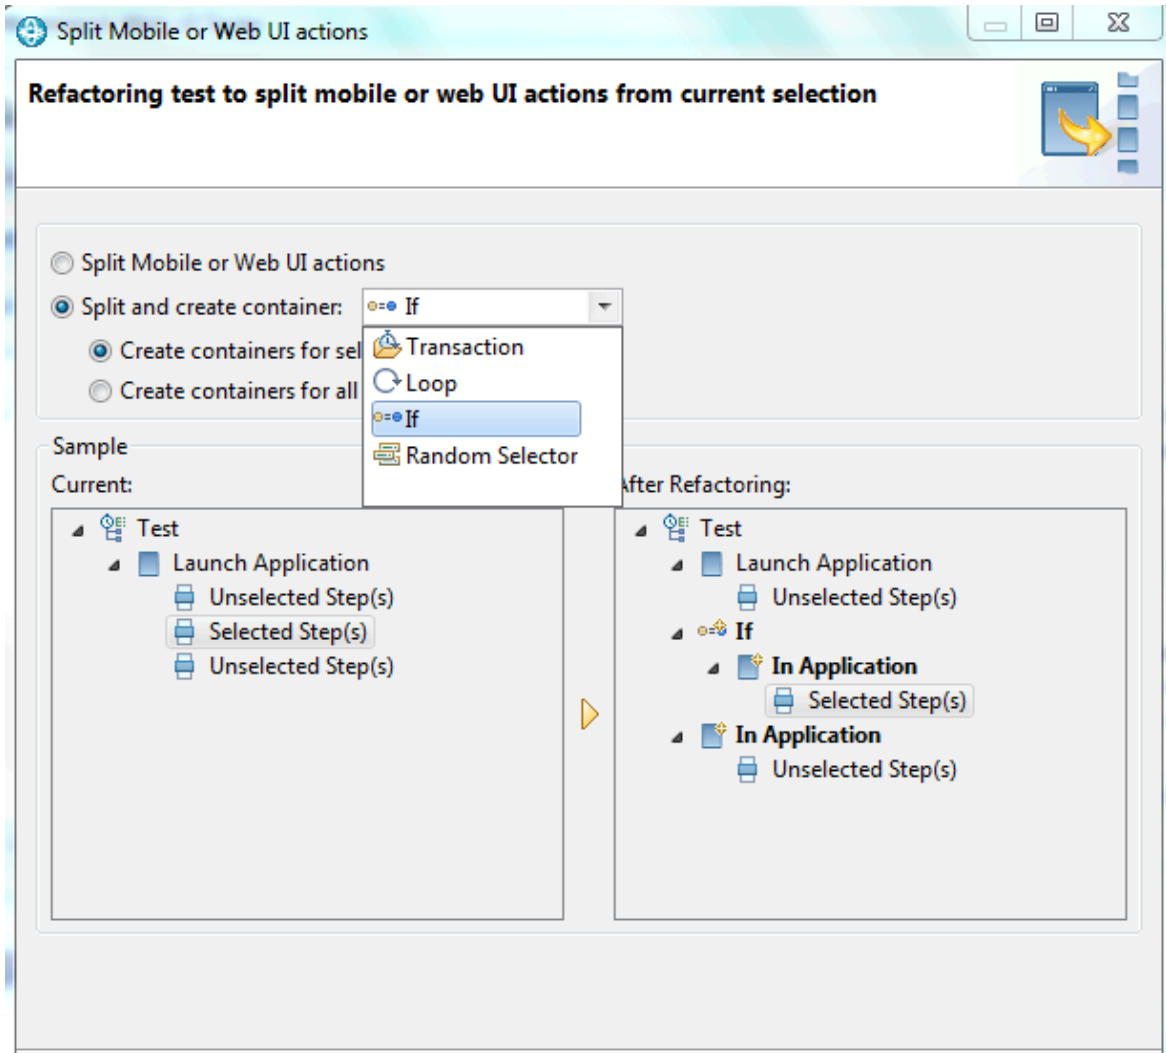 Split Mobile or Web UI actions
Refactoring test to split mobile or web UI actions from current selection
Split Mobile or Web UI actions
Split and create container: If
Create containers for sel
Create containers for all
Transaction
Loop
If
Random Selector
Sample
Current:
Test
Launch Application
Unselected Step(s)
Selected Step(s)
Unselected Step(s)
After Refactoring:
Test
Launch Application
Unselected Step(s)
If
In Application
Selected Step(s)
In Application
Unselected Step(s)